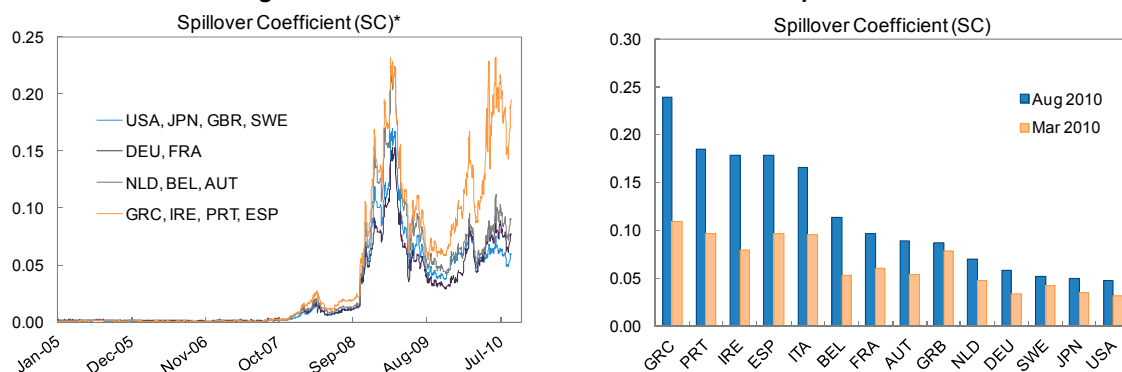 Spillover Coefficient (SC)*
0.25
0.20
0.15
0.10
0.05
0.00
USA, JPN, GBR, SWE
DEU, FRA
NLD, BEL, AUT
GRC, IRE, PRT, ESP
Jan-05
Dec-05
Nov-06
Oct-07
Sep-08
Aug-09
Jul-10
Spillover Coefficient (SC)
0.30
0.25
0.20
0.15
0.10
0.05
0.00
Aug 2010
Mar 2010
GRC
PRT
IRE
ESP
ITA
BEL
FRA
AUT
GRB
NLD
DEU
SWE
JPN
USA